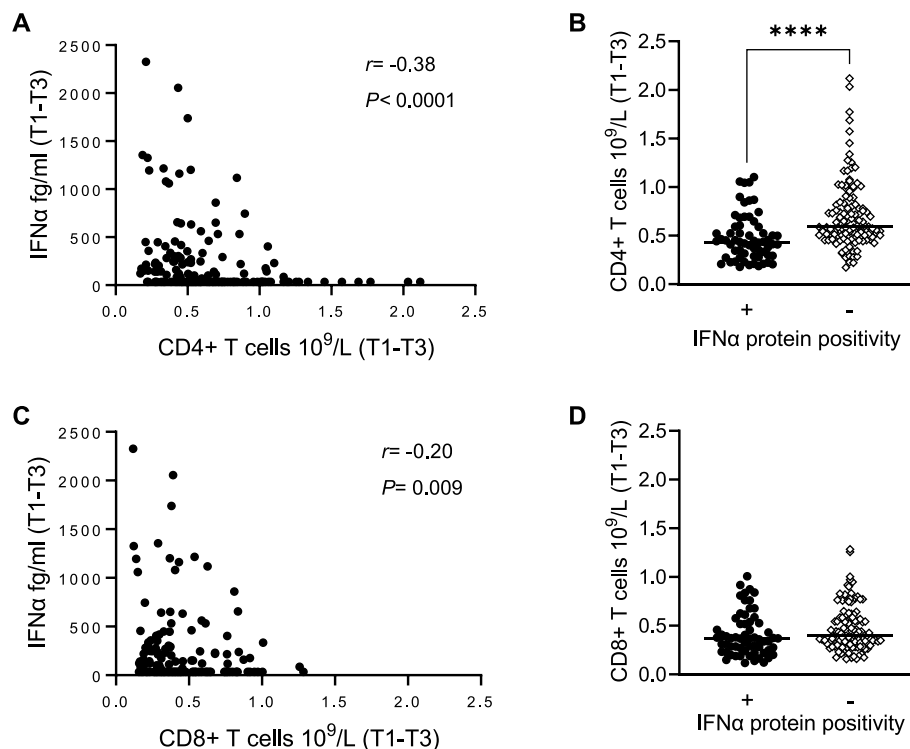 A
IFNα fg/ml (T1-T3)
2500
2000
1500
1000
500
0
r= -0.38
P< 0.0001
0.0 0.5 1.0 1.5 2.0 2.5
CD4+ T cells 10⁹/L (T1-T3)
B
CD4+ T cells 10⁹/L (T1-T3)
2.5
2.0
1.5
1.0
0.5
0.0
****
+ -
IFNα protein positivity
C
IFNα fg/ml (T1-T3)
2500
2000
1500
1000
500
0
r= -0.20
P= 0.009
0.0 0.5 1.0 1.5 2.0 2.5
CD8+ T cells 10⁹/L (T1-T3)
D
CD8+ T cells 10⁹/L (T1-T3)
2.5
2.0
1.5
1.0
0.5
0.0
+ -
IFNα protein positivity